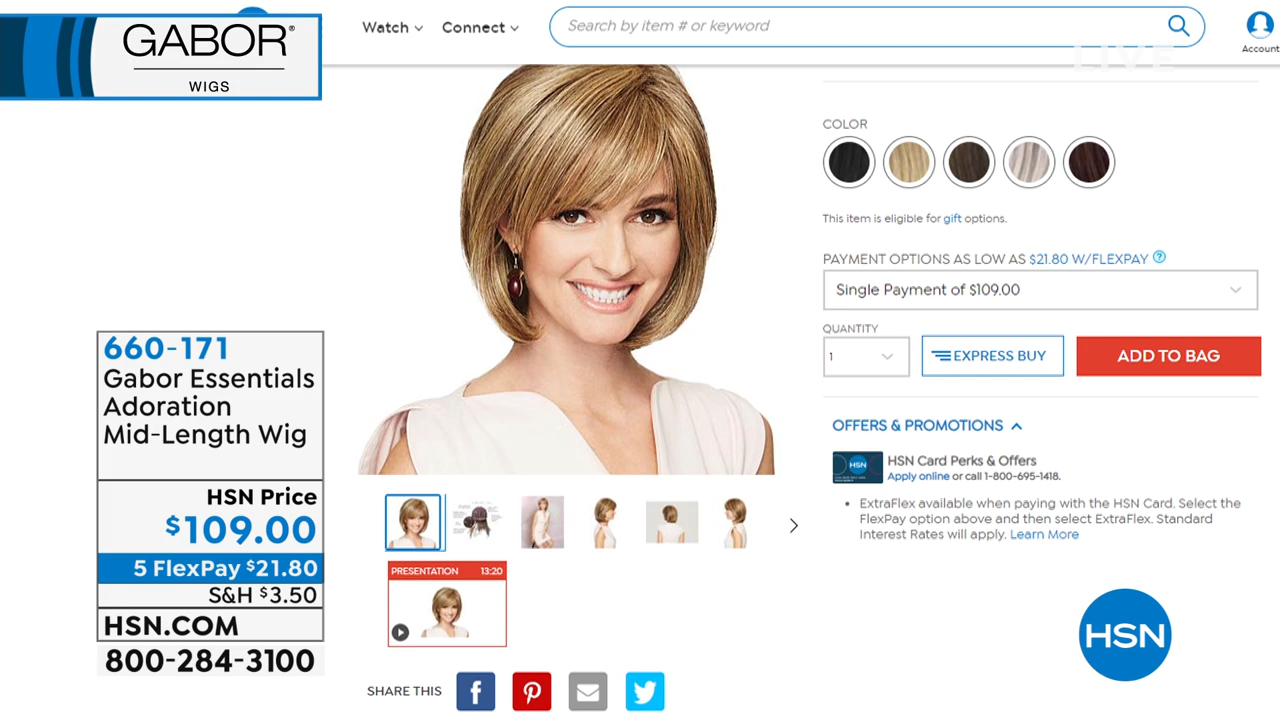 GABOR®
WIGS
Watch
Connect
Search by item # or keyword
Account
LIVE
COLOR
This item is eligible for gift options.
PAYMENT OPTIONS AS LOW AS $21.80 W/FLEXPAY ?
Single Payment of $109.00
QUANTITY
1
EXPRESS BUY
ADD TO BAG
OFFERS & PROMOTIONS
HSN
HSN Card Perks & Offers
Apply online or call 1-800-695-1418.
• ExtraFlex available when paying with the HSN Card. Select the
FlexPay option above and then select ExtraFlex. Standard
Interest Rates will apply. Learn More
660-171
Gabor Essentials
Adoration
Mid-Length Wig
HSN Price
$109.00
5 FlexPay $21.80
S&H $3.50
HSN.COM
800-284-3100
PRESENTATION 13:20
SHARE THIS
HSN